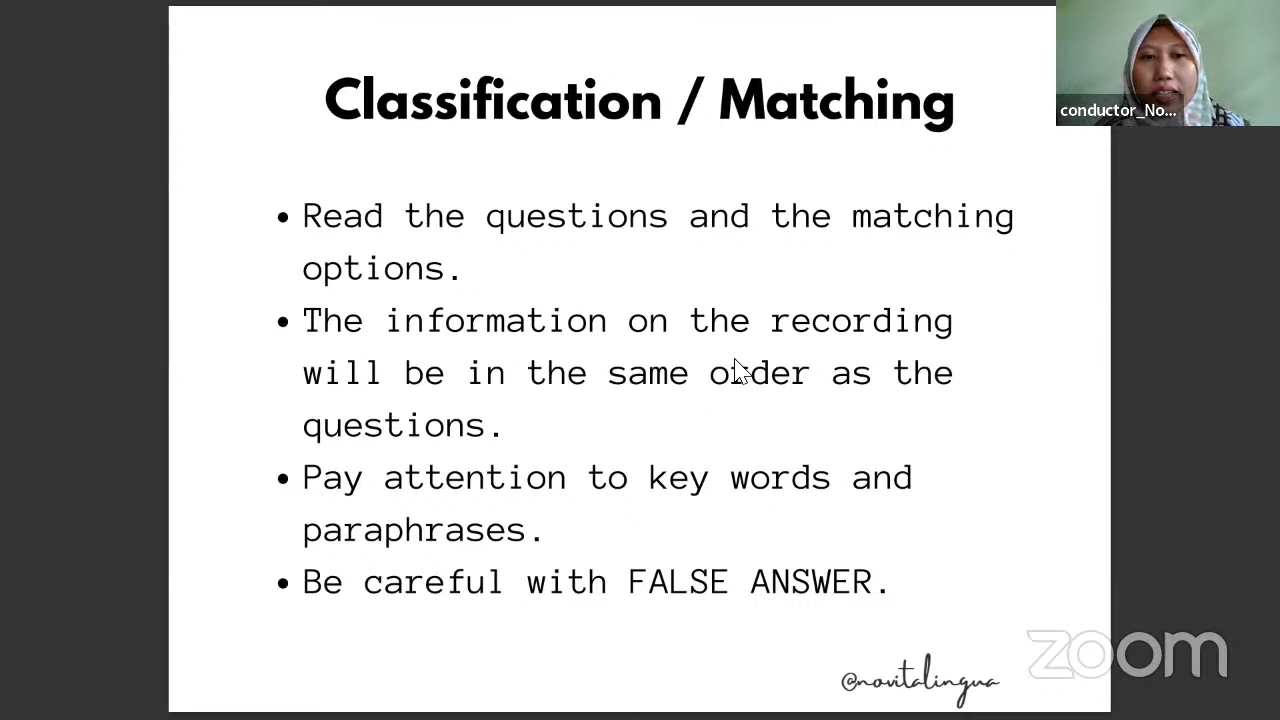 Classification / Matching
conductor_No...
• Read the questions and the matching
options.
• The information on the recording
will be in the same order as the
questions.
• Pay attention to key words and
paraphrases.
• Be careful with FALSE ANSWER.
@novitalingua
zoom